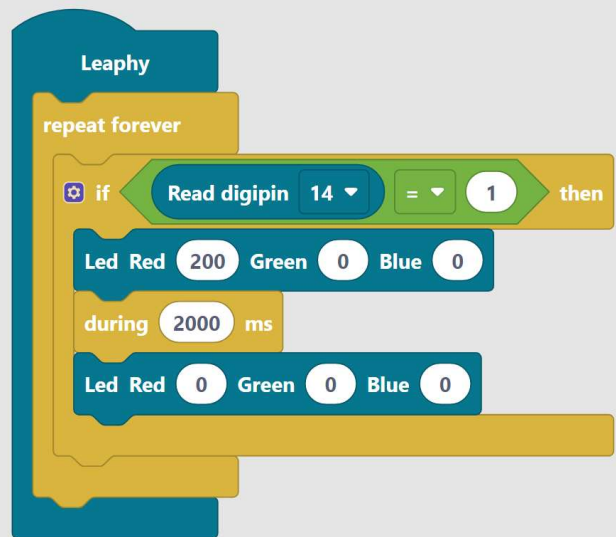 Leaphy
repeat forever
if Read digipin 14 = 1 then
Led Red 200 Green 0 Blue 0
during 2000 ms
Led Red 0 Green 0 Blue 0